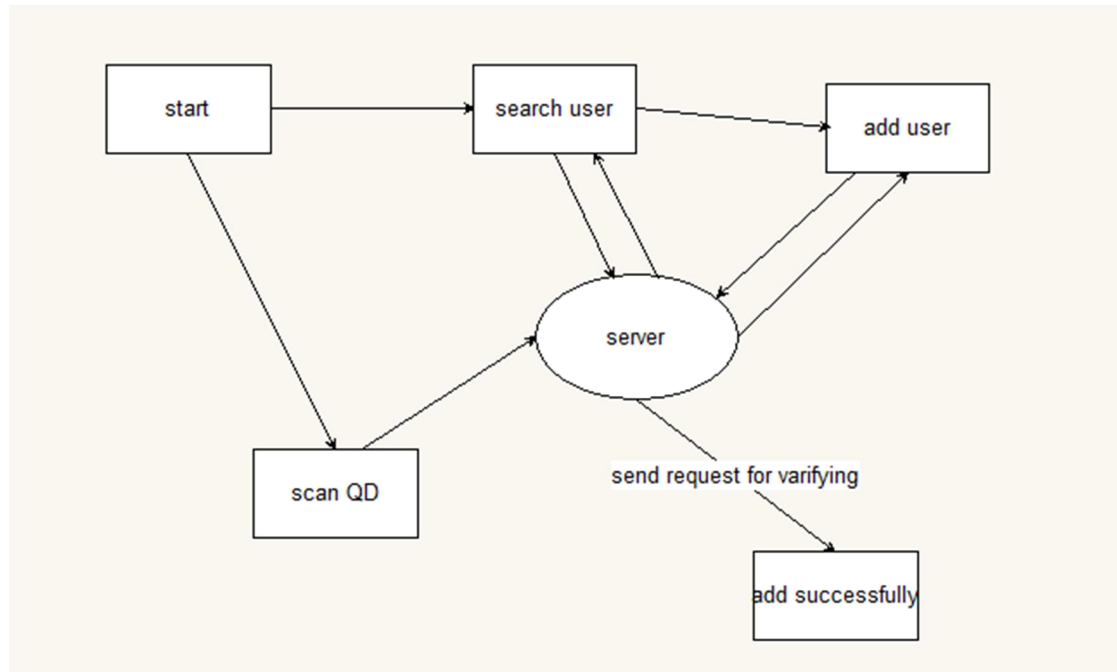 start
search user
add user
server
scan QD
send request for varifying
add successfully